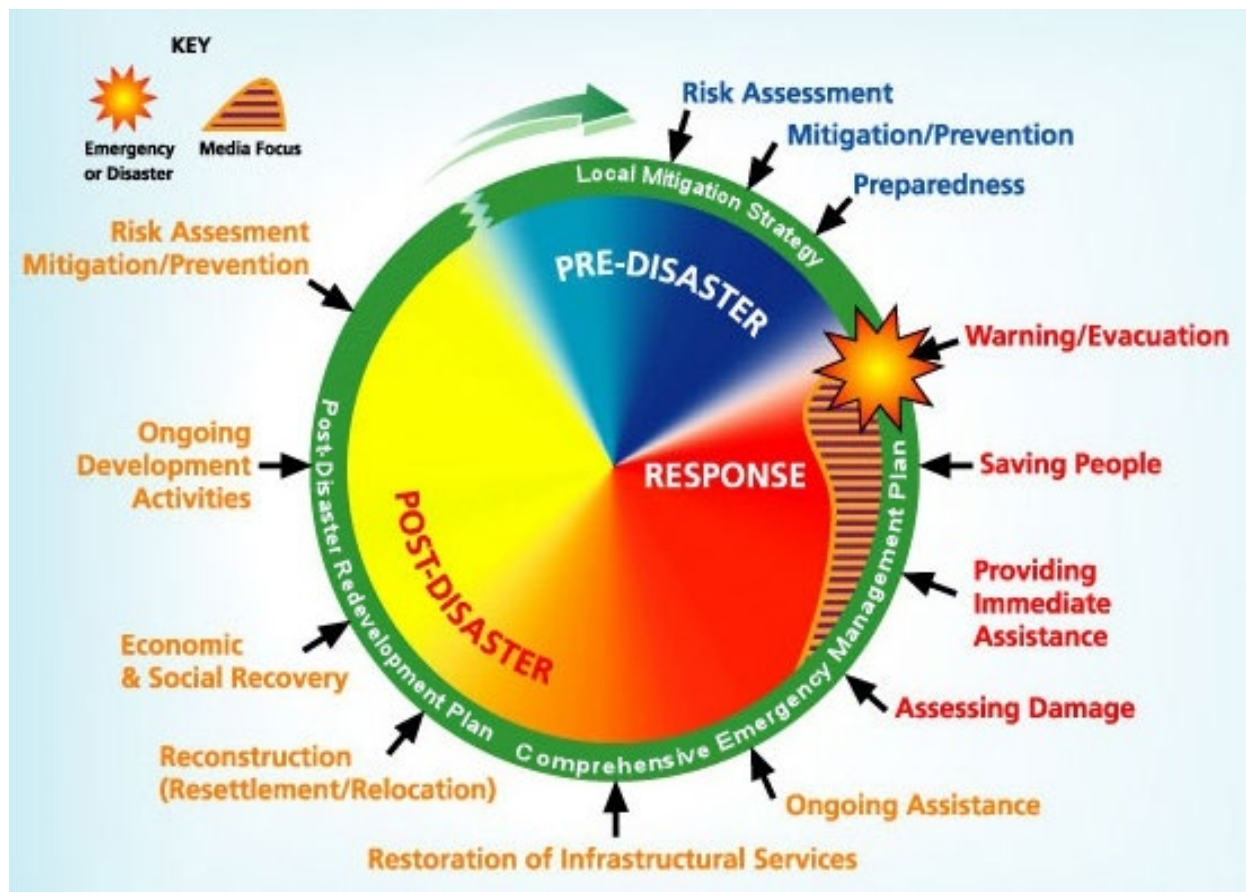 KEY
Emergency
or Disaster
Media Focus
Risk Assessment
Mitigation/Prevention
Preparedness
Warning/Evacuation
Saving People
Providing
Immediate
Assistance
Assessing Damage
Ongoing Assistance
Restoration of Infrastructural Services
Reconstruction
(Resettlement/Relocation)
Economic
& Social Recovery
Ongoing
Development
Activities
Risk Assesment
Mitigation/Prevention
Local Mitigation Strategy
Comprehensive Emergency Management Plan
Post-Disaster Redevelopment Plan
PRE-DISASTER
RESPONSE
POST-DISASTER